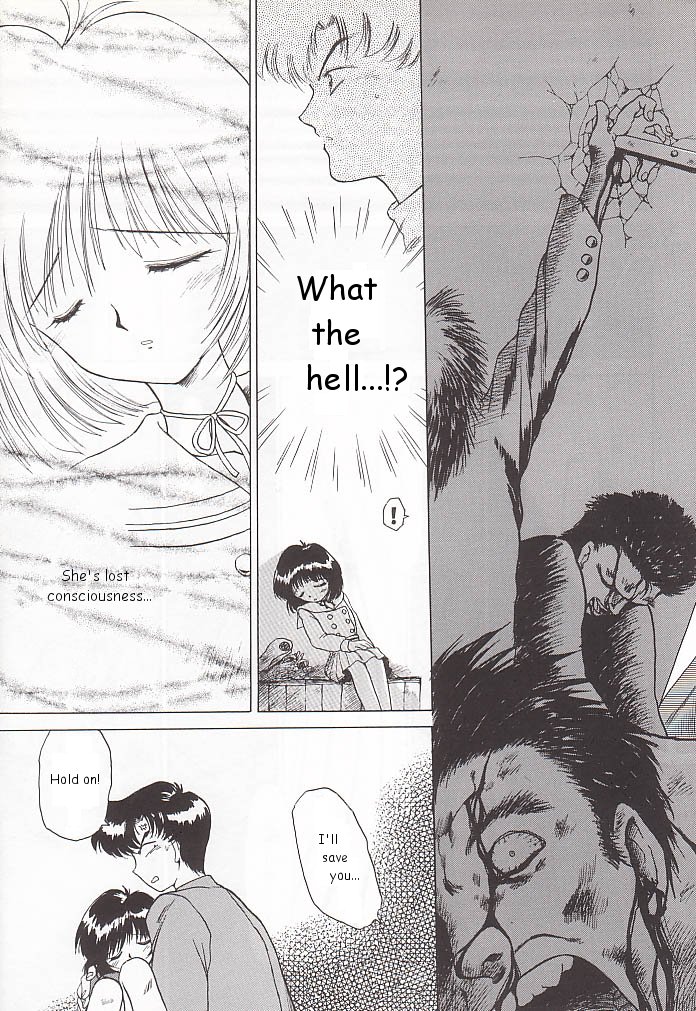 What
the
hell...!?
!
She's lost
consciousness...
Hold on!
I'll
save
you...